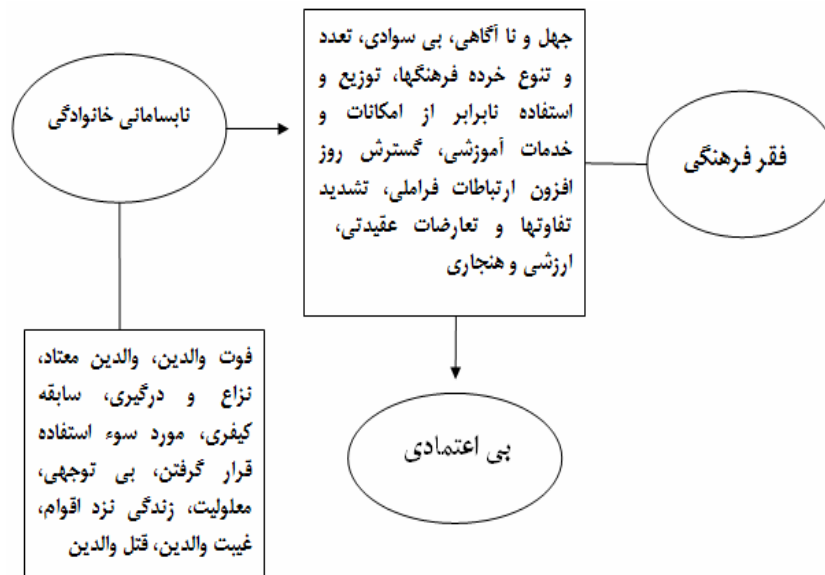 جهل و نا آگاهی، بی سوادی، تعدد
و تنوع خرده فرهنگها، توزیع و
استفاده نابرابر از امکانات و
خدمات آموزشی، گسترش روز
افزون ارتباطات فراملی، تشدید
تفاوتها و تعارضات عقیدتی،
ارزشی و هنجاری
نابسامانی خانوادگی
فقر فرهنگی
فوت والدین، والدین معتاد،
نزاع و درگیری، سابقه
کیفری، مورد سوء استفاده
قرار گرفتن، بی توجهی،
معلولیت، زندگی نزد اقوام،
غیبت والدین، قتل والدین
بی اعتمادی